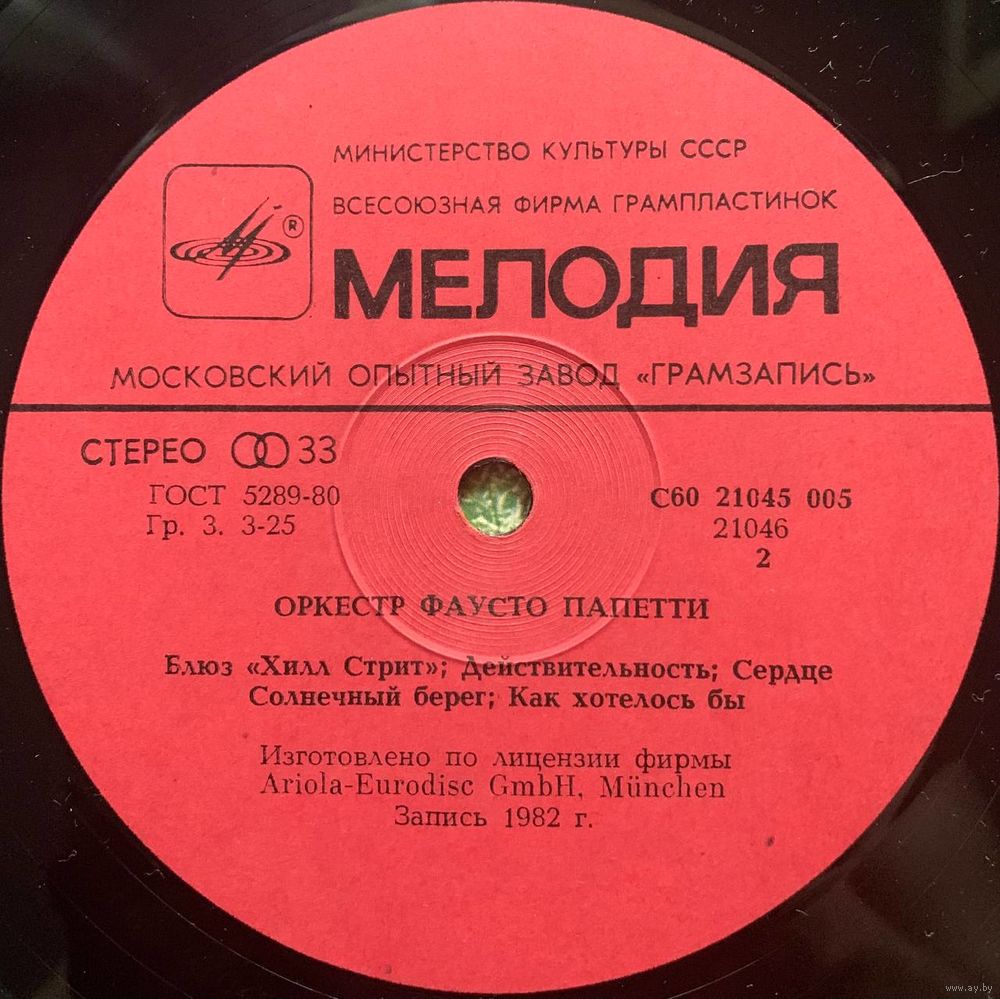 МИНИСТЕРСТВО КУЛЬТУРЫ СССР
ВСЕСОЮЗНАЯ ФИРМА ГРАМПЛАСТИНОК
®
МЕЛОДИЯ
МОСКОВСКИЙ ОПЫТНЫЙ ЗАВОД «ГРАМЗАПИСЬ»
СТЕРЕО 33
ГОСТ 5289-80
Гр. 3. 3-25
С60 21045 005
21046
2
ОРКЕСТР ФАУСТО ПАПЕТТИ
Блюз «Хилл Стрит»; Действительность; Сердце
Солнечный берег; Как хотелось бы
Изготовлено по лицензии фирмы
Ariola-Eurodisc GmbH, München
Запись 1982 г.
www.ay.by